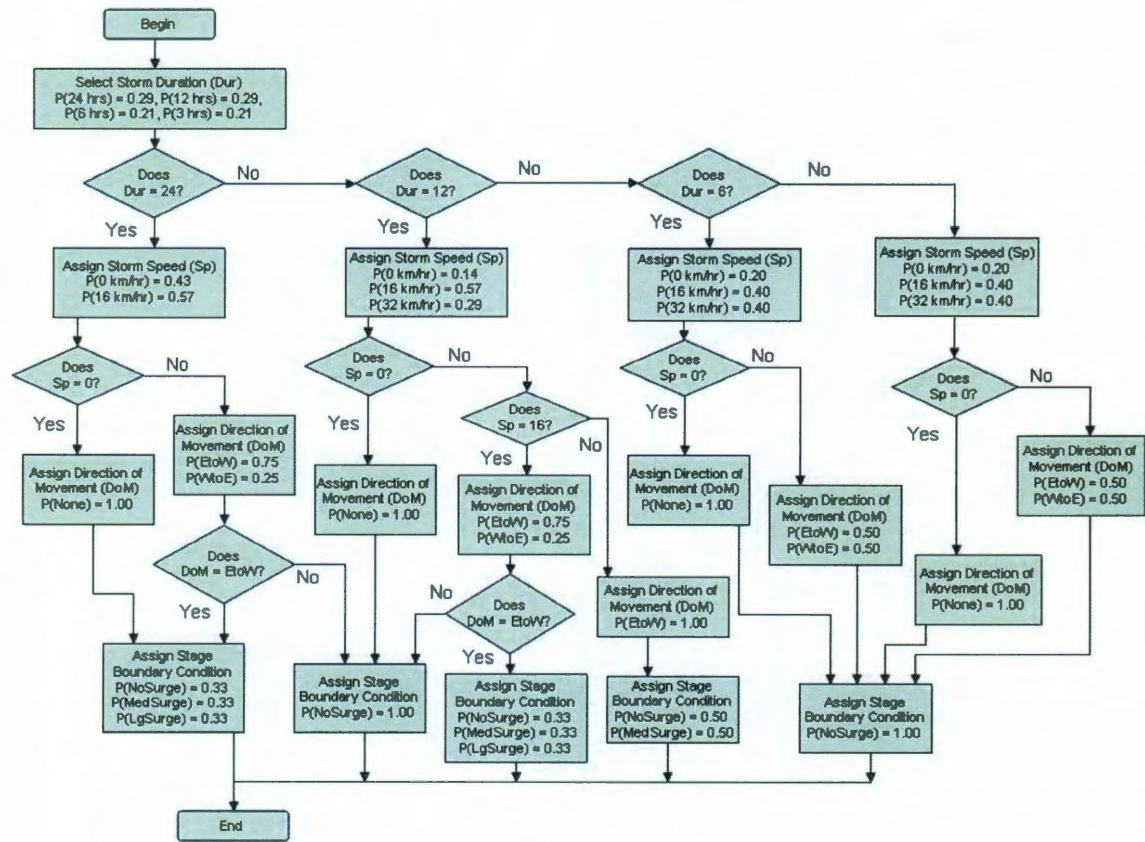 Begin
Select Storm Duration (Dur)
P(24 hrs) = 0.29, P(12 hrs) = 0.29,
P(6 hrs) = 0.21, P(3 hrs) = 0.21
Does
Dur = 24?
No
Yes
Does
Dur = 12?
No
Yes
Does
Dur = 6?
No
Yes
Assign Storm Speed (Sp)
P(0 km/hr) = 0.43
P(16 km/hr) = 0.57
Assign Storm Speed (Sp)
P(0 km/hr) = 0.14
P(16 km/hr) = 0.57
P(32 km/hr) = 0.29
Assign Storm Speed (Sp)
P(0 km/hr) = 0.20
P(16 km/hr) = 0.40
P(32 km/hr) = 0.40
Assign Storm Speed (Sp)
P(0 km/hr) = 0.20
P(16 km/hr) = 0.40
P(32 km/hr) = 0.40
Does
Sp = 0?
No
Yes
Does
Sp = 0?
No
Yes
Does
Sp = 16?
No
Yes
Does
Sp = 0?
No
Yes
Does
Sp = 0?
No
Yes
Assign Direction of
Movement (DoM)
P(None) = 1.00
Assign Direction of
Movement (DoM)
P(EtoW) = 0.75
P(WtoE) = 0.25
Assign Direction of
Movement (DoM)
P(None) = 1.00
Assign Direction of
Movement (DoM)
P(EtoW) = 0.75
P(WtoE) = 0.25
Assign Direction of
Movement (DoM)
P(None) = 1.00
Assign Direction of
Movement (DoM)
P(EtoW) = 0.50
P(WtoE) = 0.50
Assign Direction of
Movement (DoM)
P(EtoW) = 0.50
P(WtoE) = 0.50
Does
DoM = EtoW?
No
Yes
Does
DoM = EtoW?
No
Yes
Assign Direction of
Movement (DoM)
P(EtoW) = 1.00
Assign Direction of
Movement (DoM)
P(None) = 1.00
Assign Stage
Boundary Condition
P(NoSurge) = 0.33
P(MedSurge) = 0.33
P(LgSurge) = 0.33
Assign Stage
Boundary Condition
P(NoSurge) = 1.00
Assign Stage
Boundary Condition
P(NoSurge) = 0.33
P(MedSurge) = 0.33
P(LgSurge) = 0.33
Assign Stage
Boundary Condition
P(NoSurge) = 0.50
P(MedSurge) = 0.50
Assign Stage
Boundary Condition
P(NoSurge) = 1.00
End